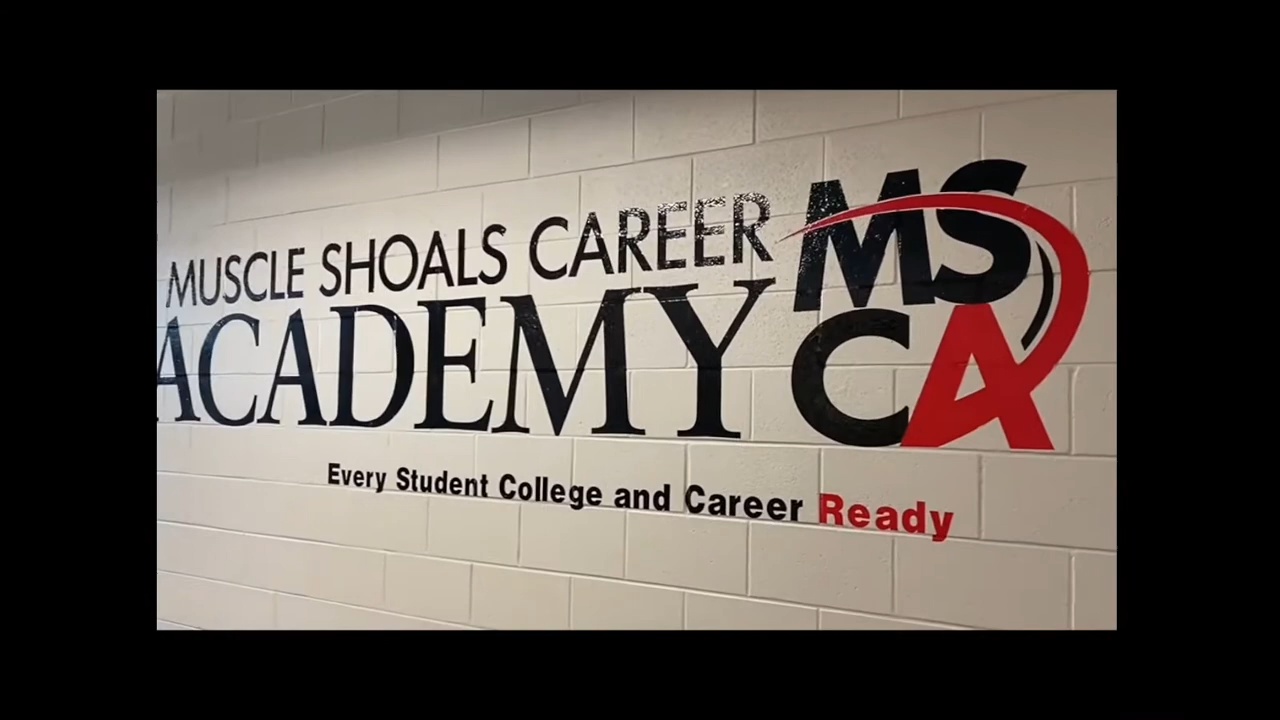 MUSCLE SHOALS CAREER
ACADEMY
MS
CA
Every Student College and Career Ready